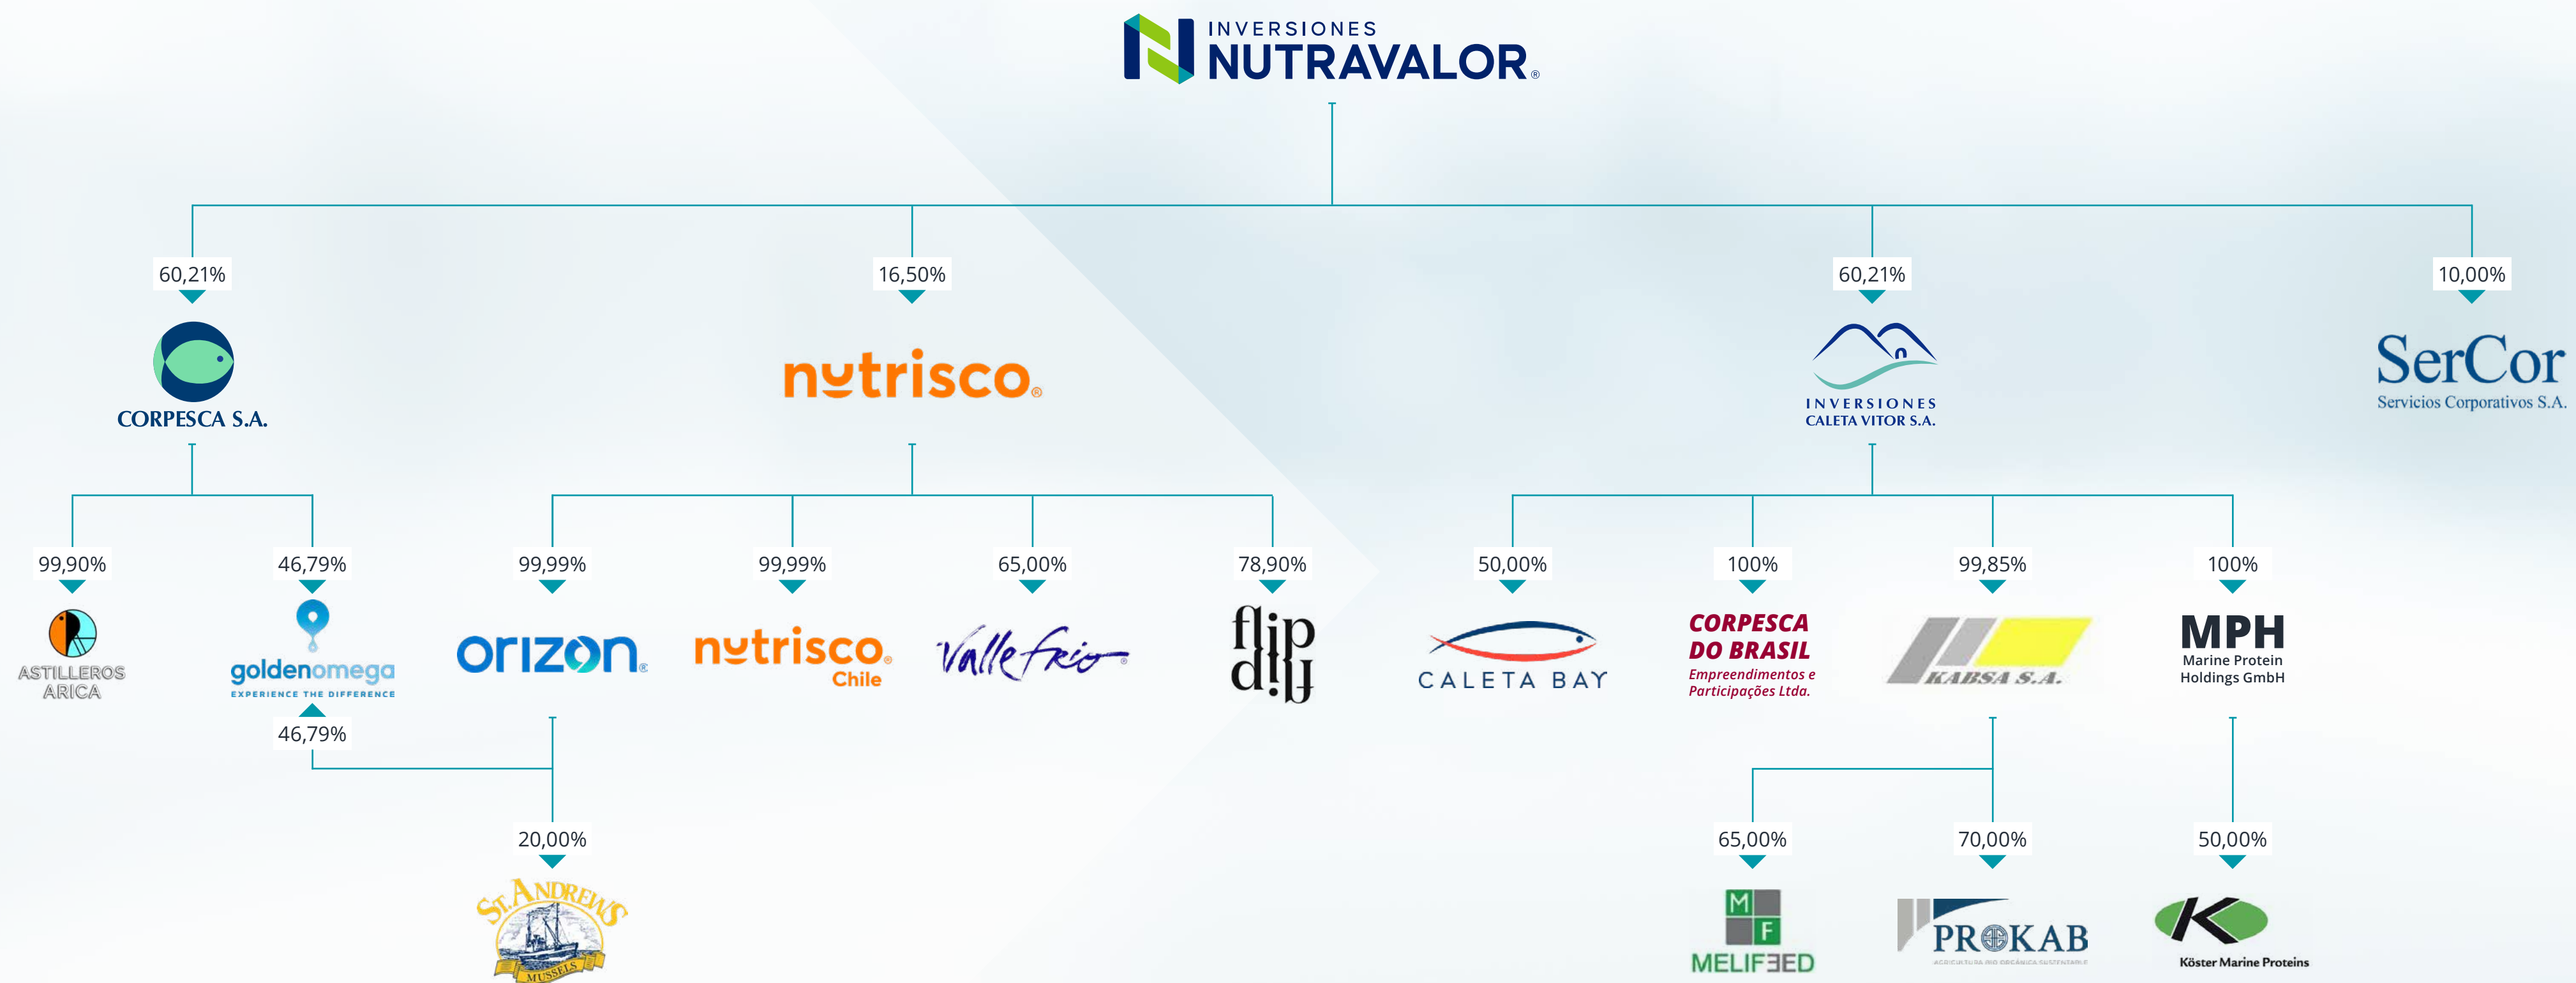 INVERSIONES
NUTRAVALOR®
60,21%
16,50%
60,21%
10,00%
CORPESCA S.A.
nutrisco®
INVERSIONES
CALETA VITOR S.A.
SerCor
Servicios Corporativos S.A.
99,90%
46,79%
99,99%
99,99%
65,00%
78,90%
50,00%
100%
99,85%
100%
ASTILLEROS
ARICA
goldenomega
EXPERIENCE THE DIFFERENCE
orizon®
nutrisco®
Chile
Valle frío®
flip
flip
CALETA BAY
CORPESCA
DO BRASIL
Empreendimentos e
Participações Ltda.
KABSA S.A.
MPH
Marine Protein
Holdings GmbH
46,79%
20,00%
65,00%
70,00%
50,00%
ST. ANDREWS
MUSSELS
M
F
MELIFEED
PROKAB
AGRICULTURA BIO ORGÁNICA SUSTENTABLE
K
Köster Marine Proteins